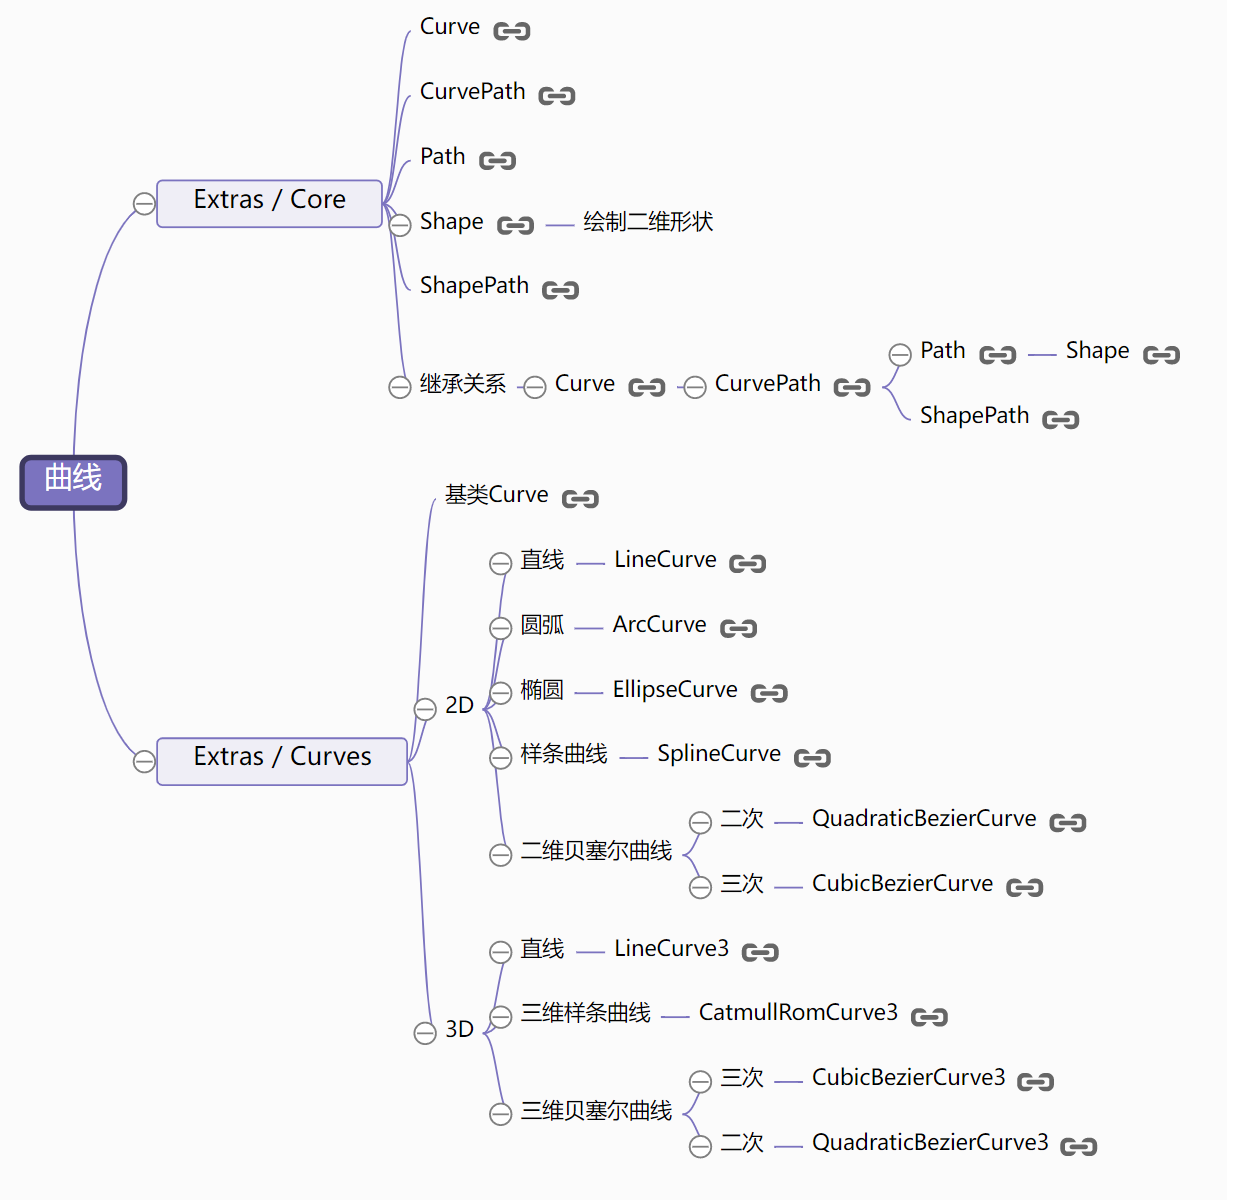 曲线
Extras / Core
Curve
CurvePath
Path
Shape 绘制二维形状
ShapePath
继承关系 Curve CurvePath
Path Shape
ShapePath
Extras / Curves
基类Curve
2D
直线 LineCurve
圆弧 ArcCurve
椭圆 EllipseCurve
样条曲线 SplineCurve
二维贝塞尔曲线
二次 QuadraticBezierCurve
三次 CubicBezierCurve
3D
直线 LineCurve3
三维样条曲线 CatmullRomCurve3
三维贝塞尔曲线
三次 CubicBezierCurve3
二次 QuadraticBezierCurve3